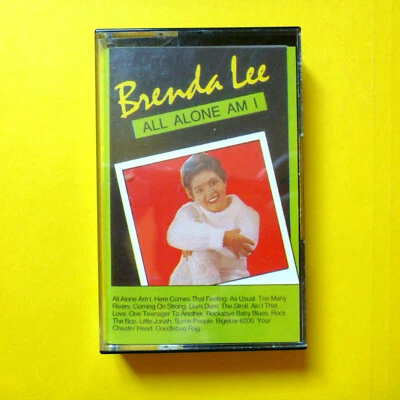 Brenda Lee
ALL ALONE AM I
All Alone Am I. Here Comes That Feeling. As Usual. Too Many
Rivers. Coming On Strong. Dum Dum. The Stroll. Ain't That
Love. One Teenager To Another. Rockabye Baby Blues. Rock
The Bop. Little Jonah. Some People. Bigelow 6200. Your
Cheatin' Heart. Doodlebug Rag.